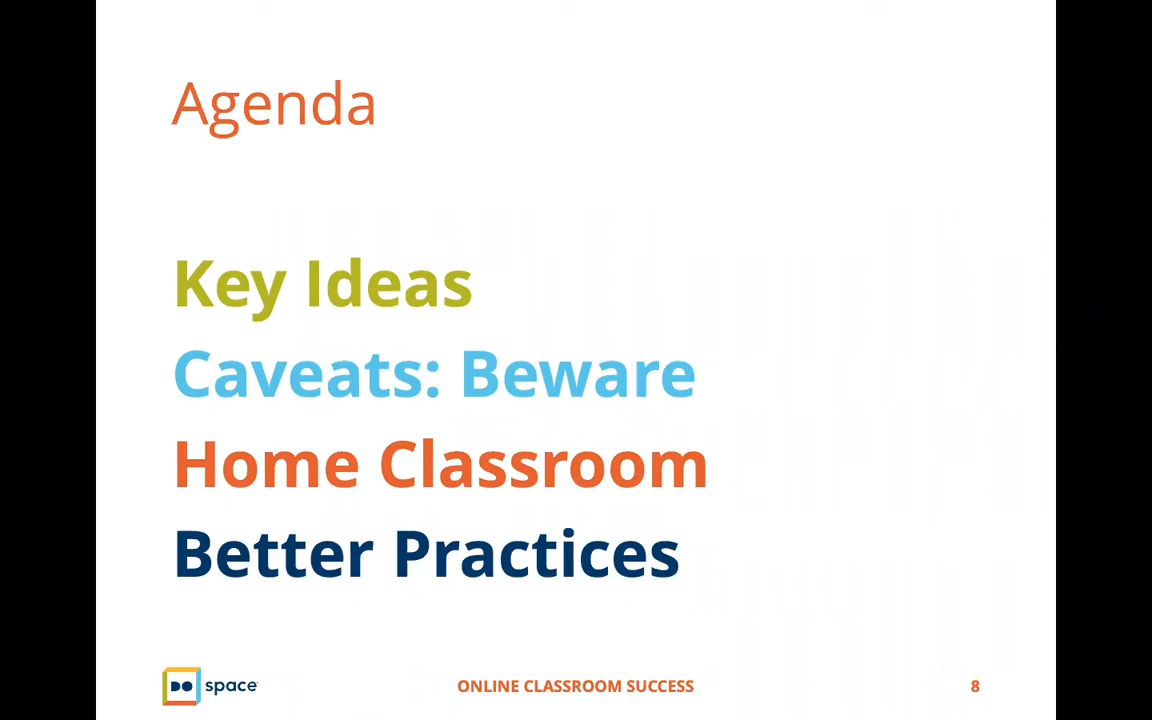 Agenda
Key Ideas
Caveats: Beware
Home Classroom
Better Practices
DO space
ONLINE CLASSROOM SUCCESS
8